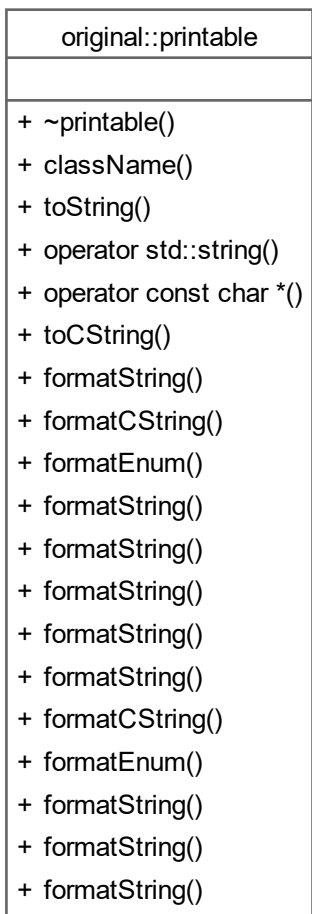 original::printable
+ ~printable()
+ className()
+ toString()
+ operator std::string()
+ operator const char *()
+ toCString()
+ formatString()
+ formatCString()
+ formatEnum()
+ formatString()
+ formatString()
+ formatString()
+ formatString()
+ formatString()
+ formatCString()
+ formatEnum()
+ formatString()
+ formatString()
+ formatString()